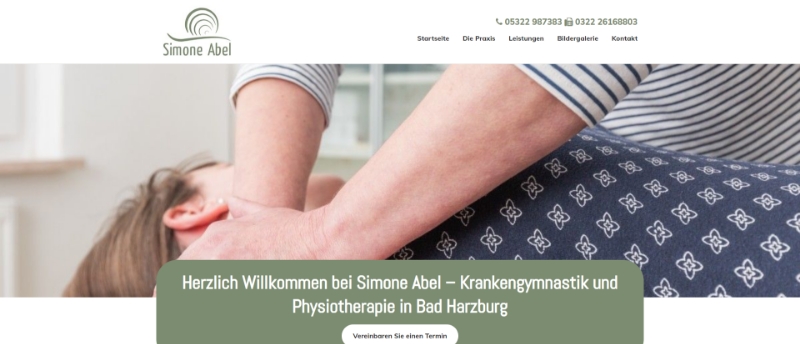 Simone Abel
05322 987383 0322 26168803
Startseite Die Praxis Leistungen Bildergalerie Kontakt
Herzlich Willkommen bei Simone Abel – Krankengymnastik und
Physiotherapie in Bad Harzburg
Vereinbaren Sie einen Termin